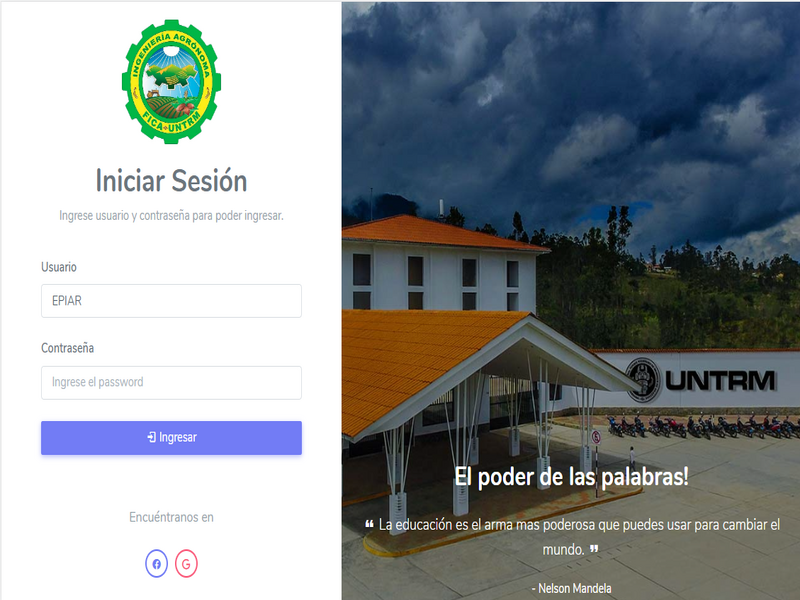 INGENIERÍA AGRÓNOMA
FICA-UNTRM
Iniciar Sesión
Ingrese usuario y contraseña para poder ingresar.
Usuario
EPIAR
Contraseña
Ingrese el password
Ingresar
Encuéntranos en
G
UNTRM
El poder de las palabras!
❝ La educación es el arma mas poderosa que puedes usar para cambiar el
mundo. ❞
- Nelson Mandela